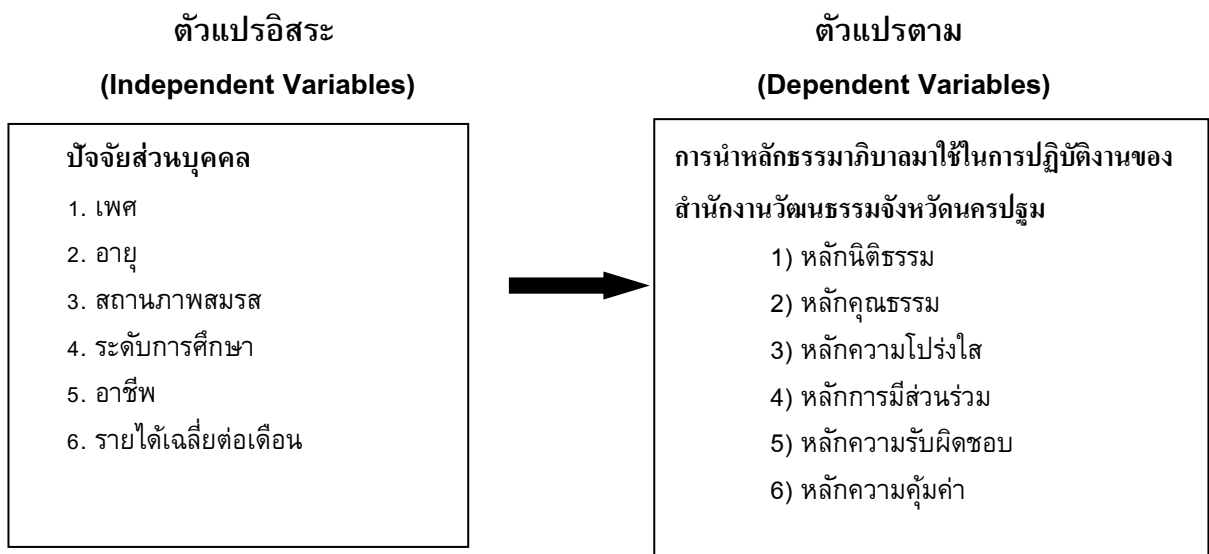 ตัวแปรอิสระ
(Independent Variables)
ปัจจัยส่วนบุคคล
1. เพศ
2. อายุ
3. สถานภาพสมรส
4. ระดับการศึกษา
5. อาชีพ
6. รายได้เฉลี่ยต่อเดือน
ตัวแปรตาม
(Dependent Variables)
การนำหลักธรรมาภิบาลมาใช้ในการปฏิบัติงานของ
สำนักงานวัฒนธรรมจังหวัดนครปฐม
1) หลักนิติธรรม
2) หลักคุณธรรม
3) หลักความโปร่งใส
4) หลักการมีส่วนร่วม
5) หลักความรับผิดชอบ
6) หลักความคุ้มค่า